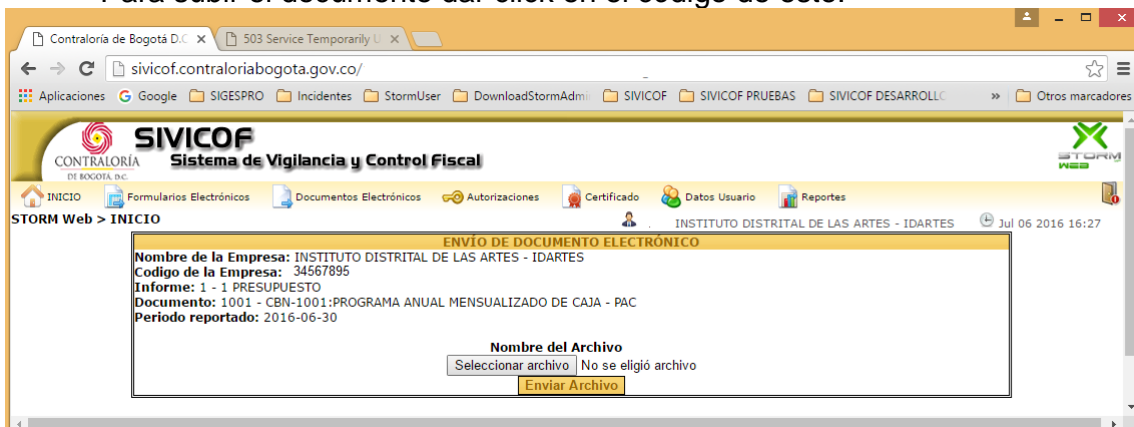 Para subir el documento dar click en el código de este.
Contraloría de Bogotá D.C
503 Service Temporarily U
sivicof.contraloriabogota.gov.co/
Aplicaciones Google SIGESPRO Incidentes StormUser DownloadStormAdmi SIVICOF SIVICOF PRUEBAS SIVICOF DESARROLLO » Otros marcadores
SIVICOF
Sistema de Vigilancia y Control Fiscal
CONTRALORÍA
DE BOGOTÁ, D.C.
STORM
WEB
INICIO Formularios Electrónicos Documentos Electrónicos Autorizaciones Certificado Datos Usuario Reportes
STORM Web > INICIO . INSTITUTO DISTRITAL DE LAS ARTES - IDARTES Jul 06 2016 16:27
ENVÍO DE DOCUMENTO ELECTRÓNICO
Nombre de la Empresa: INSTITUTO DISTRITAL DE LAS ARTES - IDARTES
Codigo de la Empresa: 34567895
Informe: 1 - 1 PRESUPUESTO
Documento: 1001 - CBN-1001:PROGRAMA ANUAL MENSUALIZADO DE CAJA - PAC
Periodo reportado: 2016-06-30
Nombre del Archivo
Seleccionar archivo No se eligió archivo
Enviar Archivo